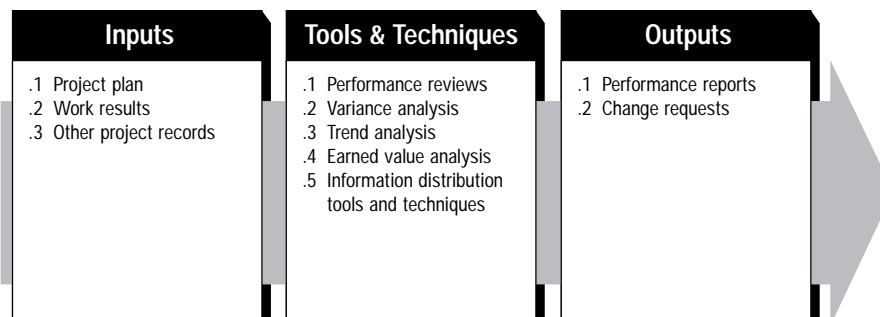 Inputs
.1 Project plan
.2 Work results
.3 Other project records
Tools & Techniques
.1 Performance reviews
.2 Variance analysis
.3 Trend analysis
.4 Earned value analysis
.5 Information distribution
tools and techniques
Outputs
.1 Performance reports
.2 Change requests